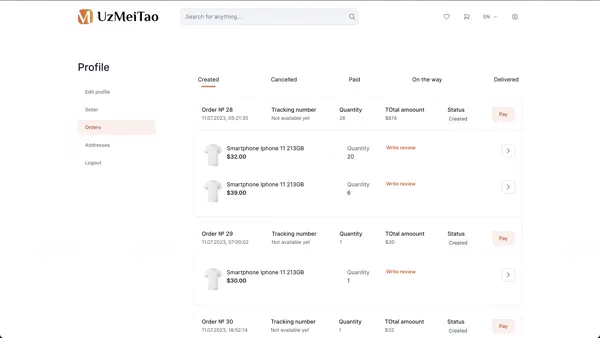 UzMeiTao
Search for anything...
EN
Profile
Edit profile
Seller
Orders
Addresses
Logout
Created Cancelled Paid On the way Delivered
Order № 28 Tracking number Quantity TOtal amoount Status Pay
11.07.2023, 05:21:35 Not available yet 26 $874 Created
Smartphone Iphone 11 213GB Quantity Write review
$32.00 20
Smartphone Iphone 11 213GB Quantity Write review
$39.00 6
Order № 29 Tracking number Quantity TOtal amoount Status Pay
11.07.2023, 07:00:02 Not available yet 1 $30 Created
Smartphone Iphone 11 213GB Quantity Write review
$30.00 1
Order № 30 Tracking number Quantity TOtal amoount Status Pay
11.07.2023, 18:52:14 Not available yet 1 $32 Created